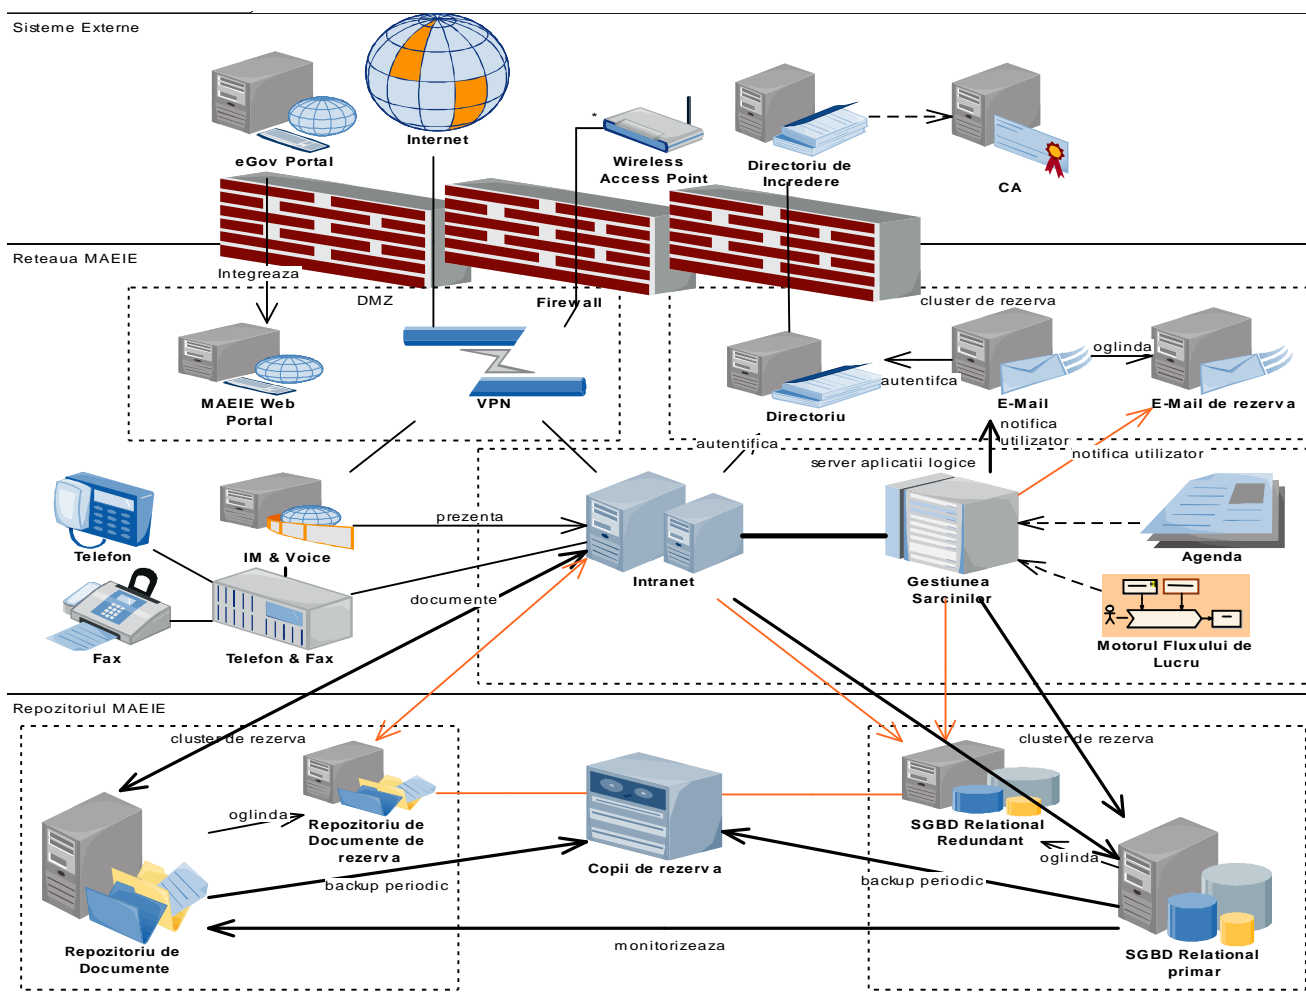 Sisteme Externe
eGov Portal
Internet
Wireless
Access Point
*
Directoriu de
Incredere
CA
Reteaua MAEIE
Integreaza
DMZ
Firewall
cluster de rezerva
MAEIE Web
Portal
VPN
Directoriu
autentifca
E-Mail
oglinda
E-Mail de rezerva
autentifica
notifica
utilizator
notifica utilizator
server aplicatii logice
Telefon
IM & Voice
prezenta
Intranet
Gestiunea
Sarcinilor
Agenda
documente
Fax
Telefon & Fax
Motorul Fluxului de
Lucru
Repozitoriul MAEIE
cluster de rezerva
cluster de rezerva
oglinda
Repozitoriu de
Documente de
rezerva
Copii de rezerva
SGBD Relational
Redundant
oglinda
backup periodic
backup periodic
monitorizeaza
Repozitoriu de
Documente
SGBD Relational
primar